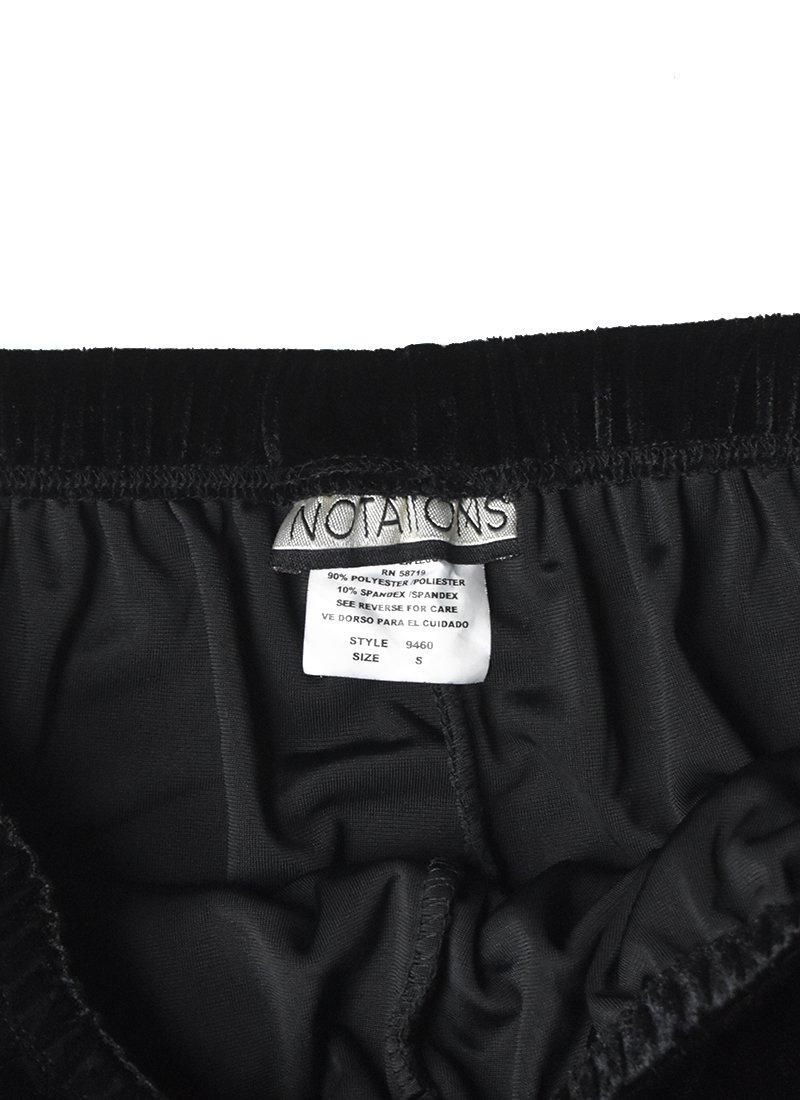 NOTATIONS
RN 58719
90% POLYESTER/POLIESTER
10% SPANDEX/SPANDEX
SEE REVERSE FOR CARE
VE DORSO PARA EL CUIDADO
STYLE 9460
SIZE S